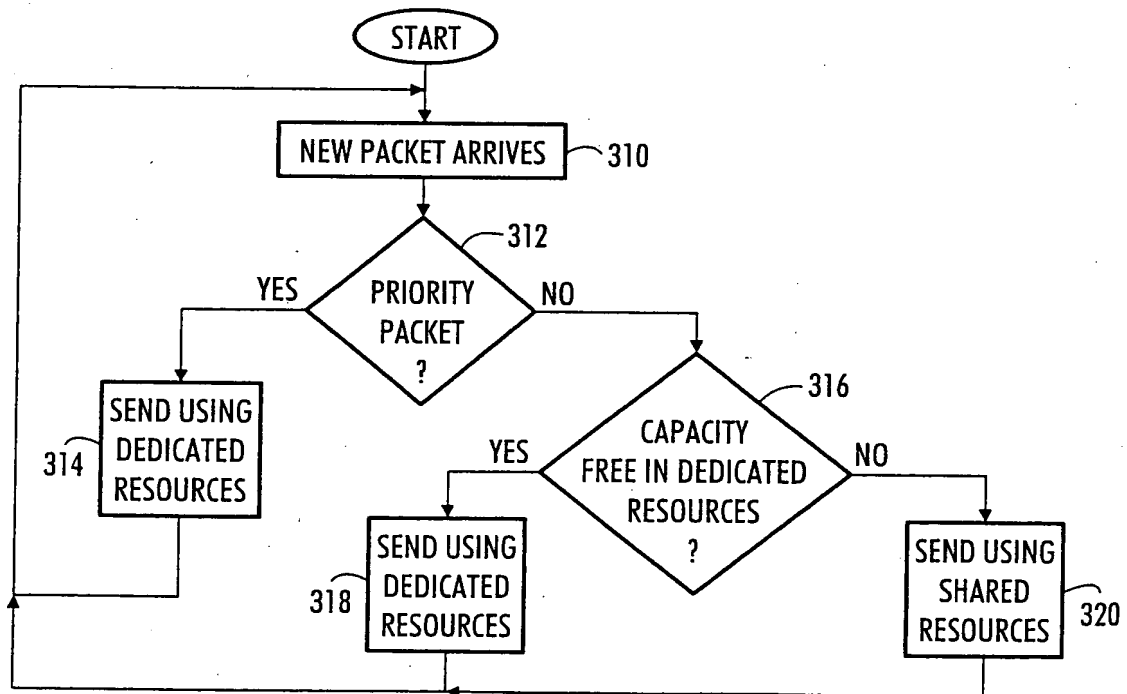 START
NEW PACKET ARRIVES
310
312
PRIORITY
PACKET
?
YES
NO
SEND USING
DEDICATED
RESOURCES
314
316
CAPACITY
FREE IN DEDICATED
RESOURCES
?
YES
NO
SEND USING
DEDICATED
RESOURCES
318
SEND USING
SHARED
RESOURCES
320